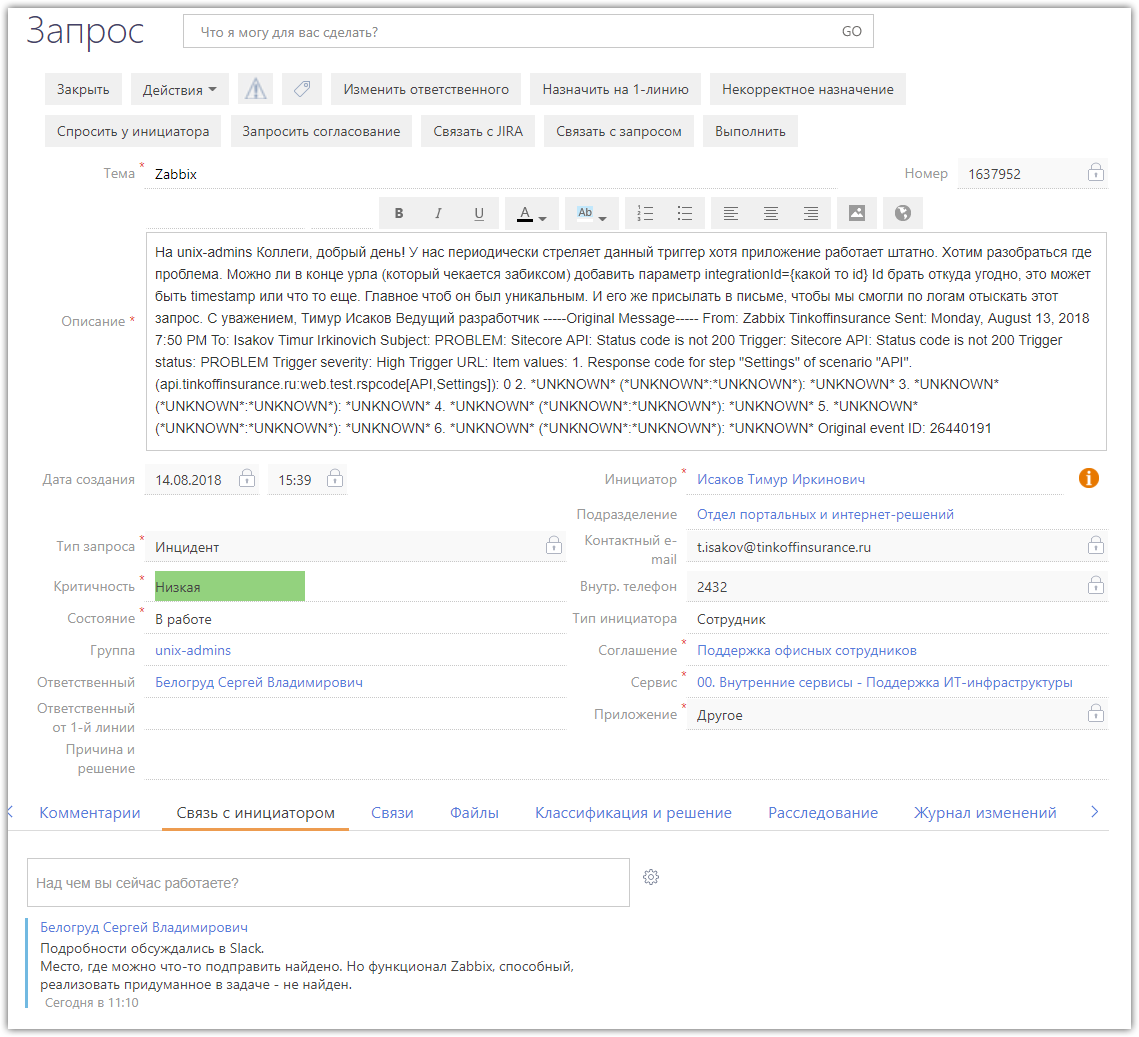 Запрос
Что я могу для вас сделать? GO
Закрыть Действия Изменить ответственного Назначить на 1-линию Некорректное назначение
Спросить у инициатора Запросить согласование Связать с JIRA Связать с запросом Выполнить
Тема * Zabbix Номер 1637952
B I U A Ab
Описание *
На unix-admins Коллеги, добрый день! У нас периодически стреляет данный триггер хотя приложение работает штатно. Хотим разобраться где
проблема. Можно ли в конце урла (который чекается забиксом) добавить параметр integrationId={какой то id} Id брать откуда угодно, это может
быть timestamp или что то еще. Главное чтоб он был уникальным. И его же присылать в письме, чтобы мы смогли по логам отыскать этот
запрос. С уважением, Тимур Исаков Ведущий разработчик -----Original Message----- From: Zabbix Tinkoffinsurance Sent: Monday, August 13, 2018
7:50 PM To: Isakov Timur Irkinovich Subject: PROBLEM: Sitecore API: Status code is not 200 Trigger: Sitecore API: Status code is not 200 Trigger
status: PROBLEM Trigger severity: High Trigger URL: Item values: 1. Response code for step "Settings" of scenario "API".
(api.tinkoffinsurance.ru:web.test.rspcode[API,Settings]): 0 2. *UNKNOWN* (*UNKNOWN*:*UNKNOWN*): *UNKNOWN* 3. *UNKNOWN*
(*UNKNOWN*:*UNKNOWN*): *UNKNOWN* 4. *UNKNOWN* (*UNKNOWN*:*UNKNOWN*): *UNKNOWN* 5. *UNKNOWN*
(*UNKNOWN*:*UNKNOWN*): *UNKNOWN* 6. *UNKNOWN* (*UNKNOWN*:*UNKNOWN*): *UNKNOWN* Original event ID: 26440191
Дата создания 14.08.2018 15:39 Инициатор * Исаков Тимур Иркинович
Подразделение Отдел портальных и интернет-решений
Тип запроса * Инцидент
Контактный e-
mail
t.isakov@tinkoffinsurance.ru
Критичность * Низкая Внутр. телефон 2432
Состояние * В работе Тип инициатора Сотрудник
Группа unix-admins Соглашение * Поддержка офисных сотрудников
Ответственный Белогруд Сергей Владимирович Сервис * 00. Внутренние сервисы - Поддержка ИТ-инфраструктуры
Ответственный
от 1-й линии
Приложение * Другое
Причина и
решение
Комментарии Связь с инициатором Связи Файлы Классификация и решение Расследование Журнал изменений
Над чем вы сейчас работаете?
Белогруд Сергей Владимирович
Подробности обсуждались в Slack.
Место, где можно что-то подправить найдено. Но функционал Zabbix, способный,
реализовать придуманное в задаче - не найден.
Сегодня в 11:10